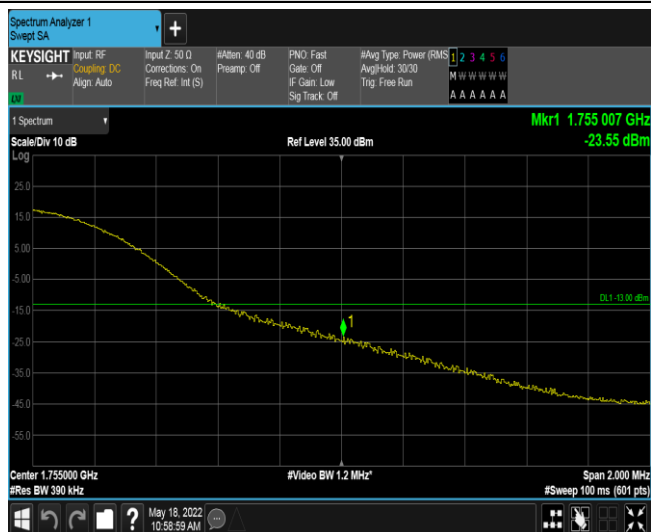 Spectrum Analyzer 1
Swept SA
+
KEYSIGHT
RL
LXI
Input: RF
Coupling: DC
Align: Auto
Input Z: 50 Ω
Corrections: On
Freq Ref: Int (S)
#Atten: 40 dB
Preamp: Off
PNO: Fast
Gate: Off
IF Gain: Low
Sig Track: Off
#Avg Type: Power (RMS
Avg|Hold: 30/30
Trig: Free Run
1 2 3 4 5 6
M W W W W W
A A A A A A
1 Spectrum
Mkr1 1.755 007 GHz
Scale/Div 10 dB
Ref Level 35.00 dBm
-23.55 dBm
Log
25.0
15.0
5.00
-5.00
DL1 -13.00 dBm
-15.0
1
-25.0
-35.0
-45.0
-55.0
Center 1.755000 GHz
#Video BW 1.2 MHz*
Span 2.000 MHz
#Res BW 390 kHz
#Sweep 100 ms (601 pts)
?
May 18, 2022
10:58:59 AM